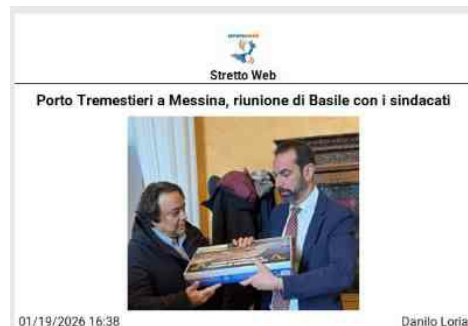 Stretto Web
Porto Tremestieri a Messina, riunione di Basile con i sindacati
01/19/2026 16:38
Danilo Loria